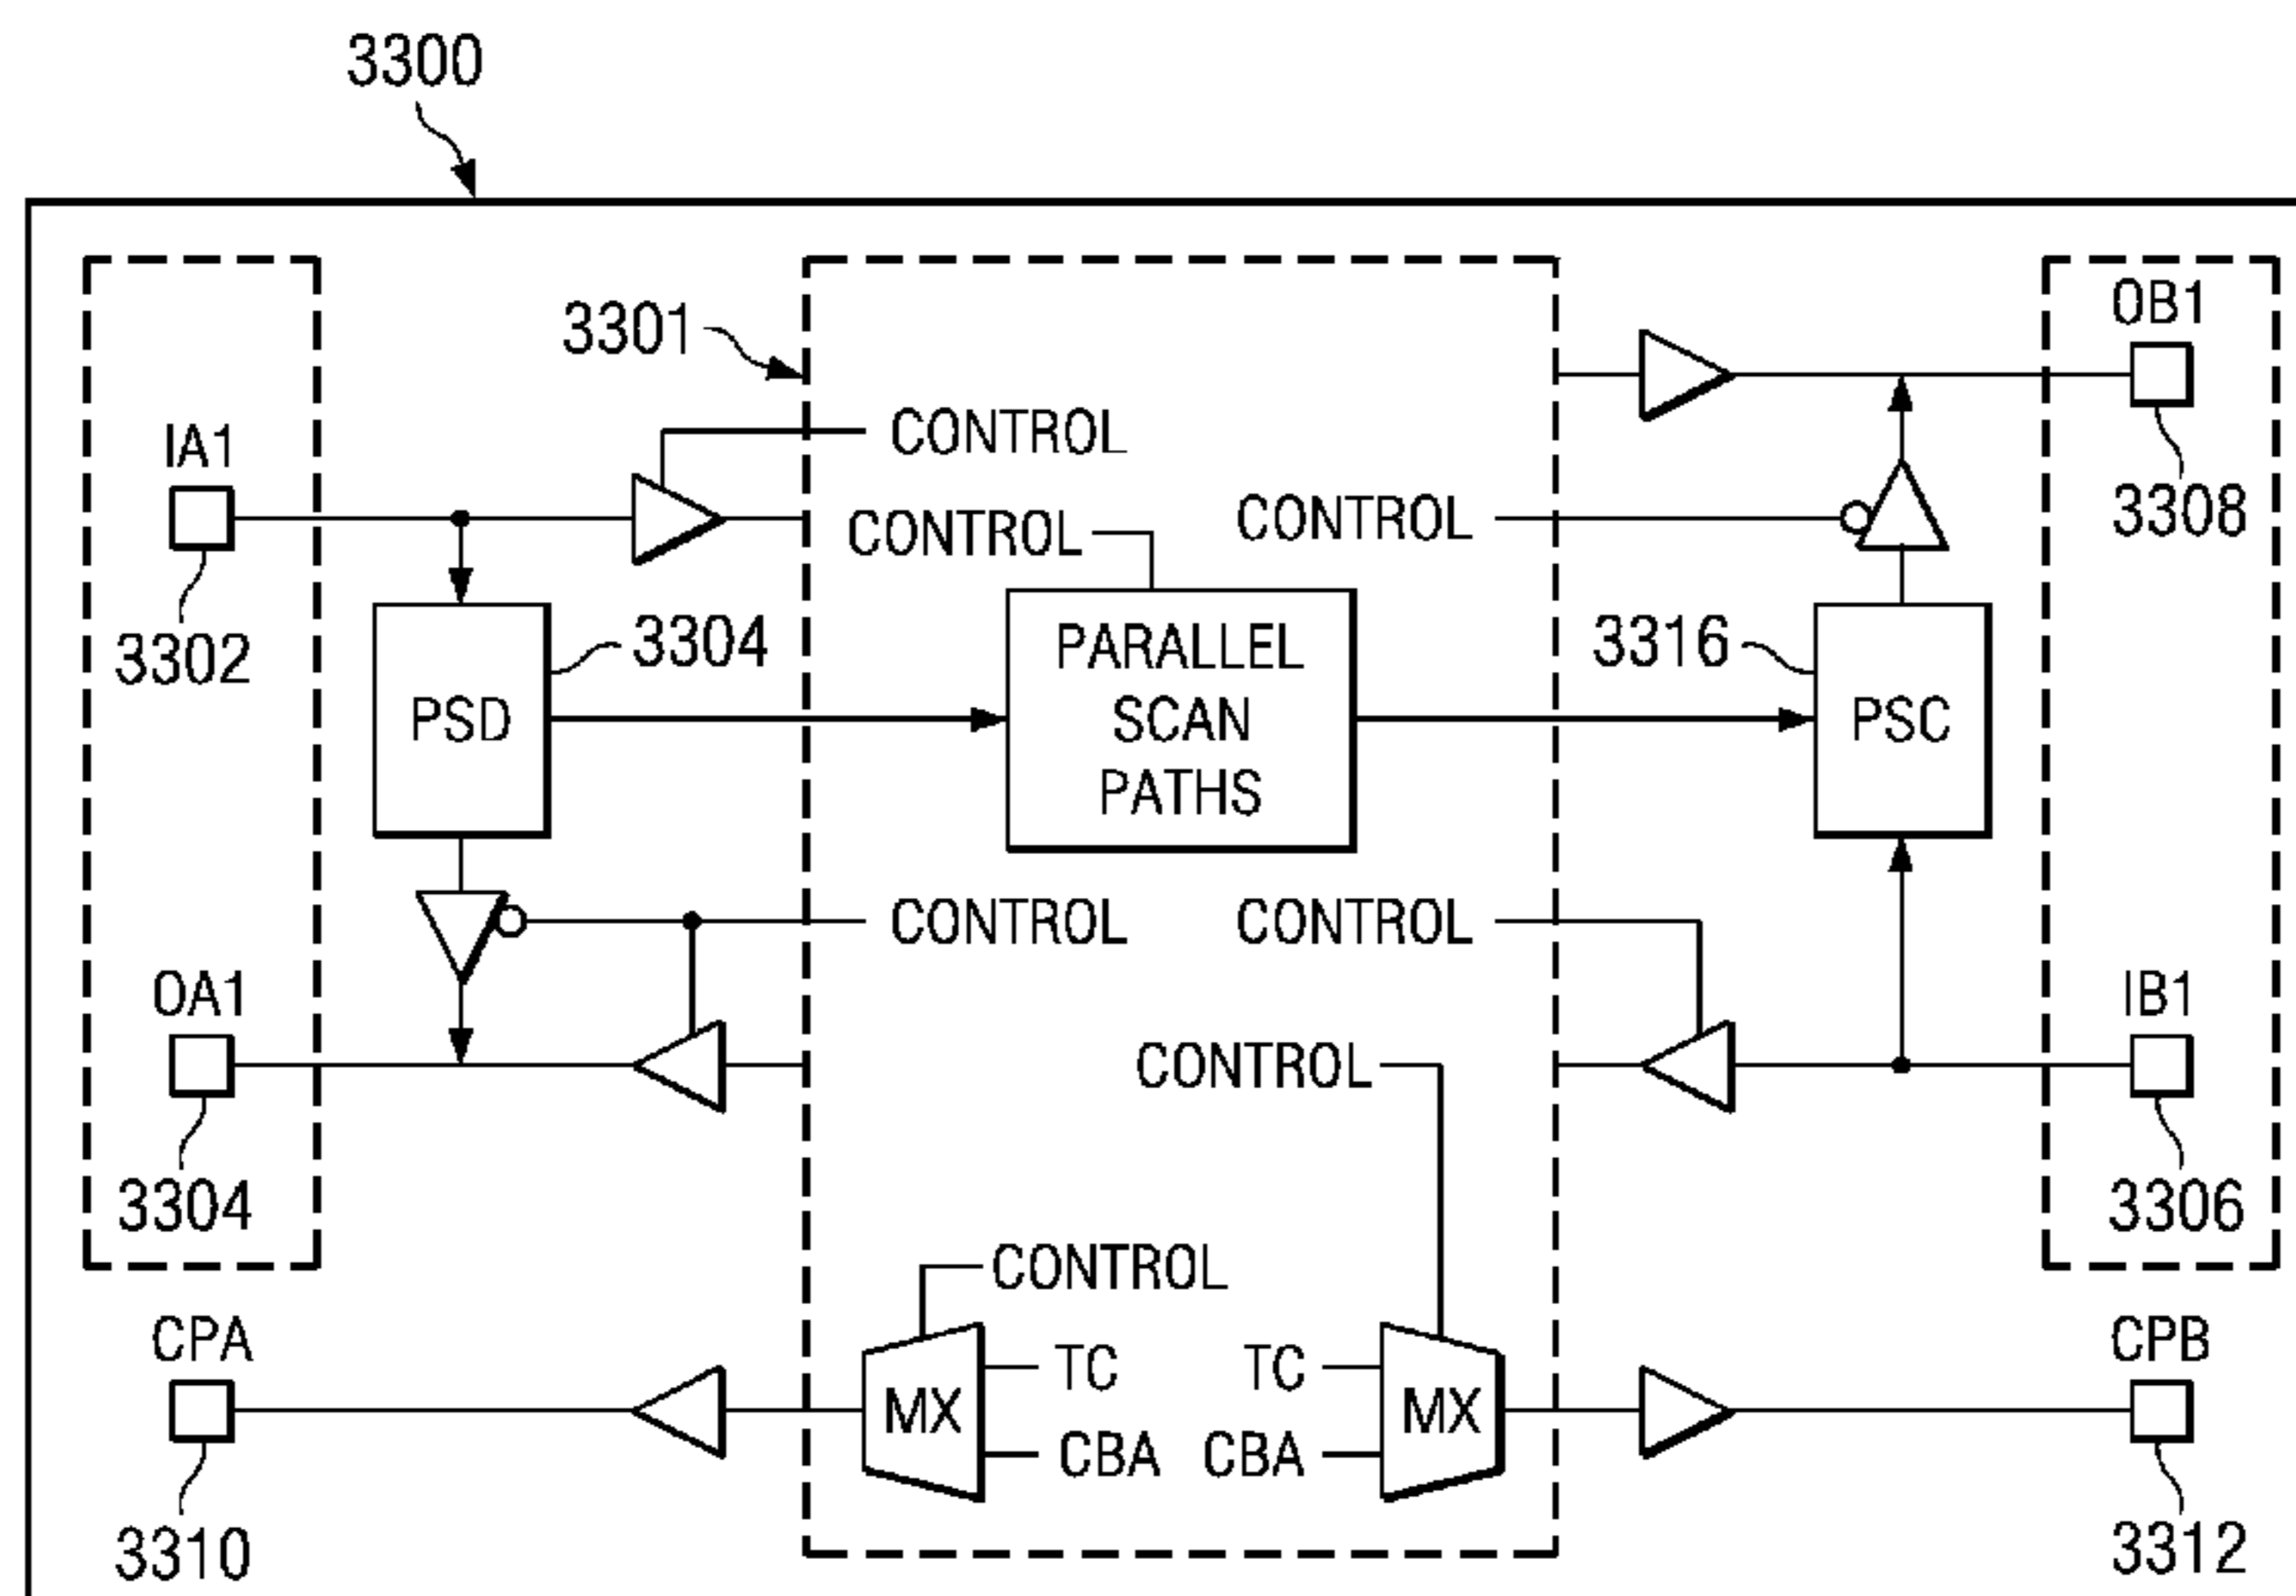 3300
OB1
3301
CONTROL
IA1
CONTROL
CONTROL
3308
3302
3304
PARALLEL
SCAN
PATHS
3316
PSD
PSC
CONTROL
CONTROL
OA1
IB1
CONTROL
3304
3306
CONTROL
CPA
TC
TC
CPB
MX
MX
CBA
CBA
3310
3312